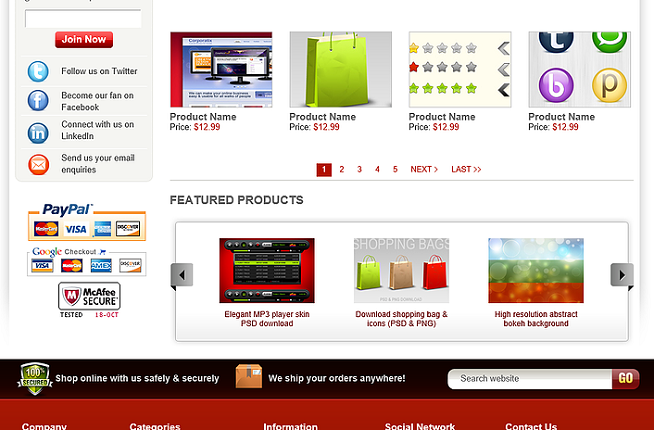 Join Now
Follow us on Twitter
Become our fan on
Facebook
Connect with us on
LinkedIn
Send us your email
enquiries
PayPal
MasterCard VISA DISCOVER
Google Checkout
VISA MasterCard AMEX DISCOVER
McAfee
SECURE
TESTED 18-OCT
Corporate
Product Name
Price: $12.99
Product Name
Price: $12.99
Product Name
Price: $12.99
Product Name
Price: $12.99
1 2 3 4 5 NEXT > LAST >>
FEATURED PRODUCTS
Elegant MP3 player skin
PSD download
SHOPPING BAGS
PSD & PNG DOWNLOAD
Download shopping bag &
icons (PSD & PNG)
High resolution abstract
bokeh background
100%
SECURED
Shop online with us safely & securely
We ship your orders anywhere!
Search website
GO
Company
Categories
Information
Social Network
Contact Us